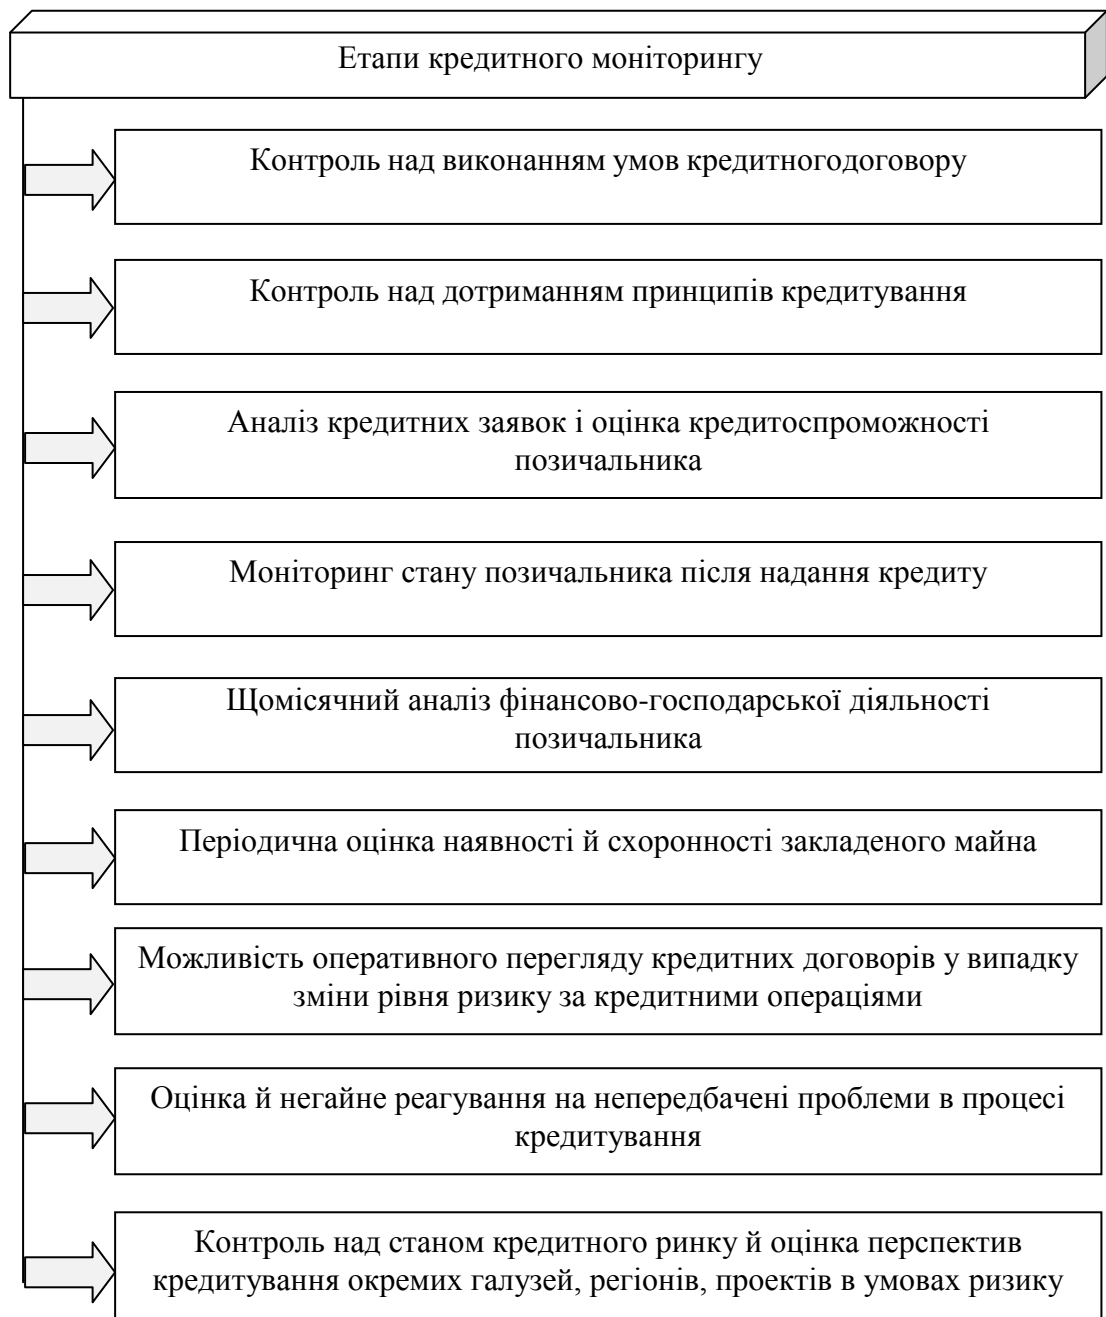 Етапи кредитного моніторингу
Контроль над виконанням умов кредитногодоговору
Контроль над дотриманням принципів кредитування
Аналіз кредитних заявок і оцінка кредитоспроможності
позичальника
Моніторинг стану позичальника після надання кредиту
Щомісячний аналіз фінансово-господарської діяльності
позичальника
Періодична оцінка наявності й схоронності закладеного майна
Можливість оперативного перегляду кредитних договорів у випадку
зміни рівня ризику за кредитними операціями
Оцінка й негайне реагування на непередбачені проблеми в процесі
кредитування
Контроль над станом кредитного ринку й оцінка перспектив
кредитування окремих галузей, регіонів, проектів в умовах ризику